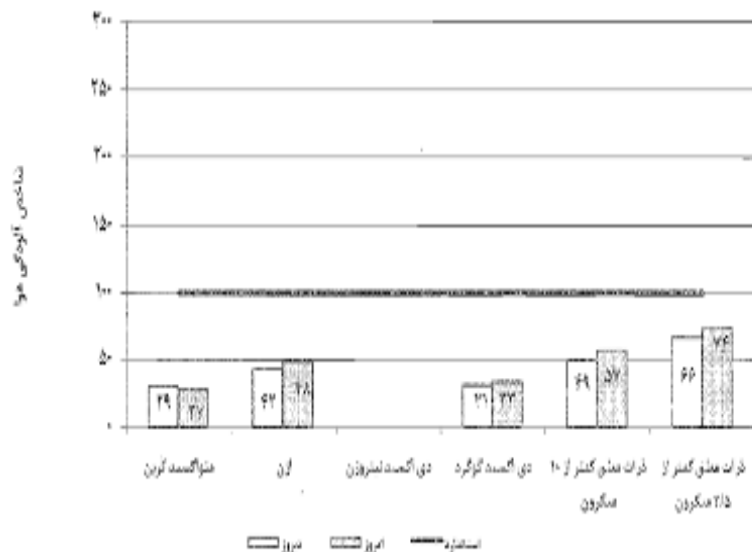 ۳۰۰
۲۵۰
۲۰۰
۱۵۰
۱۰۰
۵۰
۰
شاخص آلودگی هوا
۲۹
۲۷
۴۳
۴۸
۳۱
۳۳
۴۹
۵۷
۶۶
۷۴
منواکسید کربن
ازن
دی اکسید نیتروژن
دی اکسید گوگرد
ذرات معلق کمتر از ۱۰
میکرون
ذرات معلق کمتر از
۲/۵ میکرون
دیروز
امروز
استاندارد